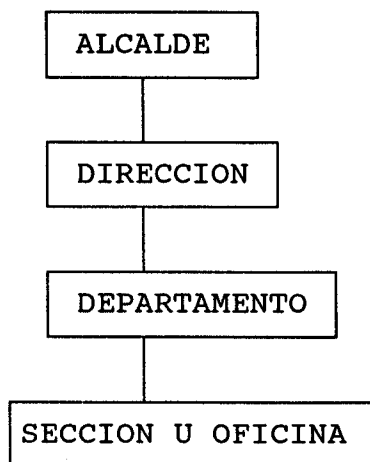 ALCALDE
DIRECCION
DEPARTAMENTO
SECCION U OFICINA